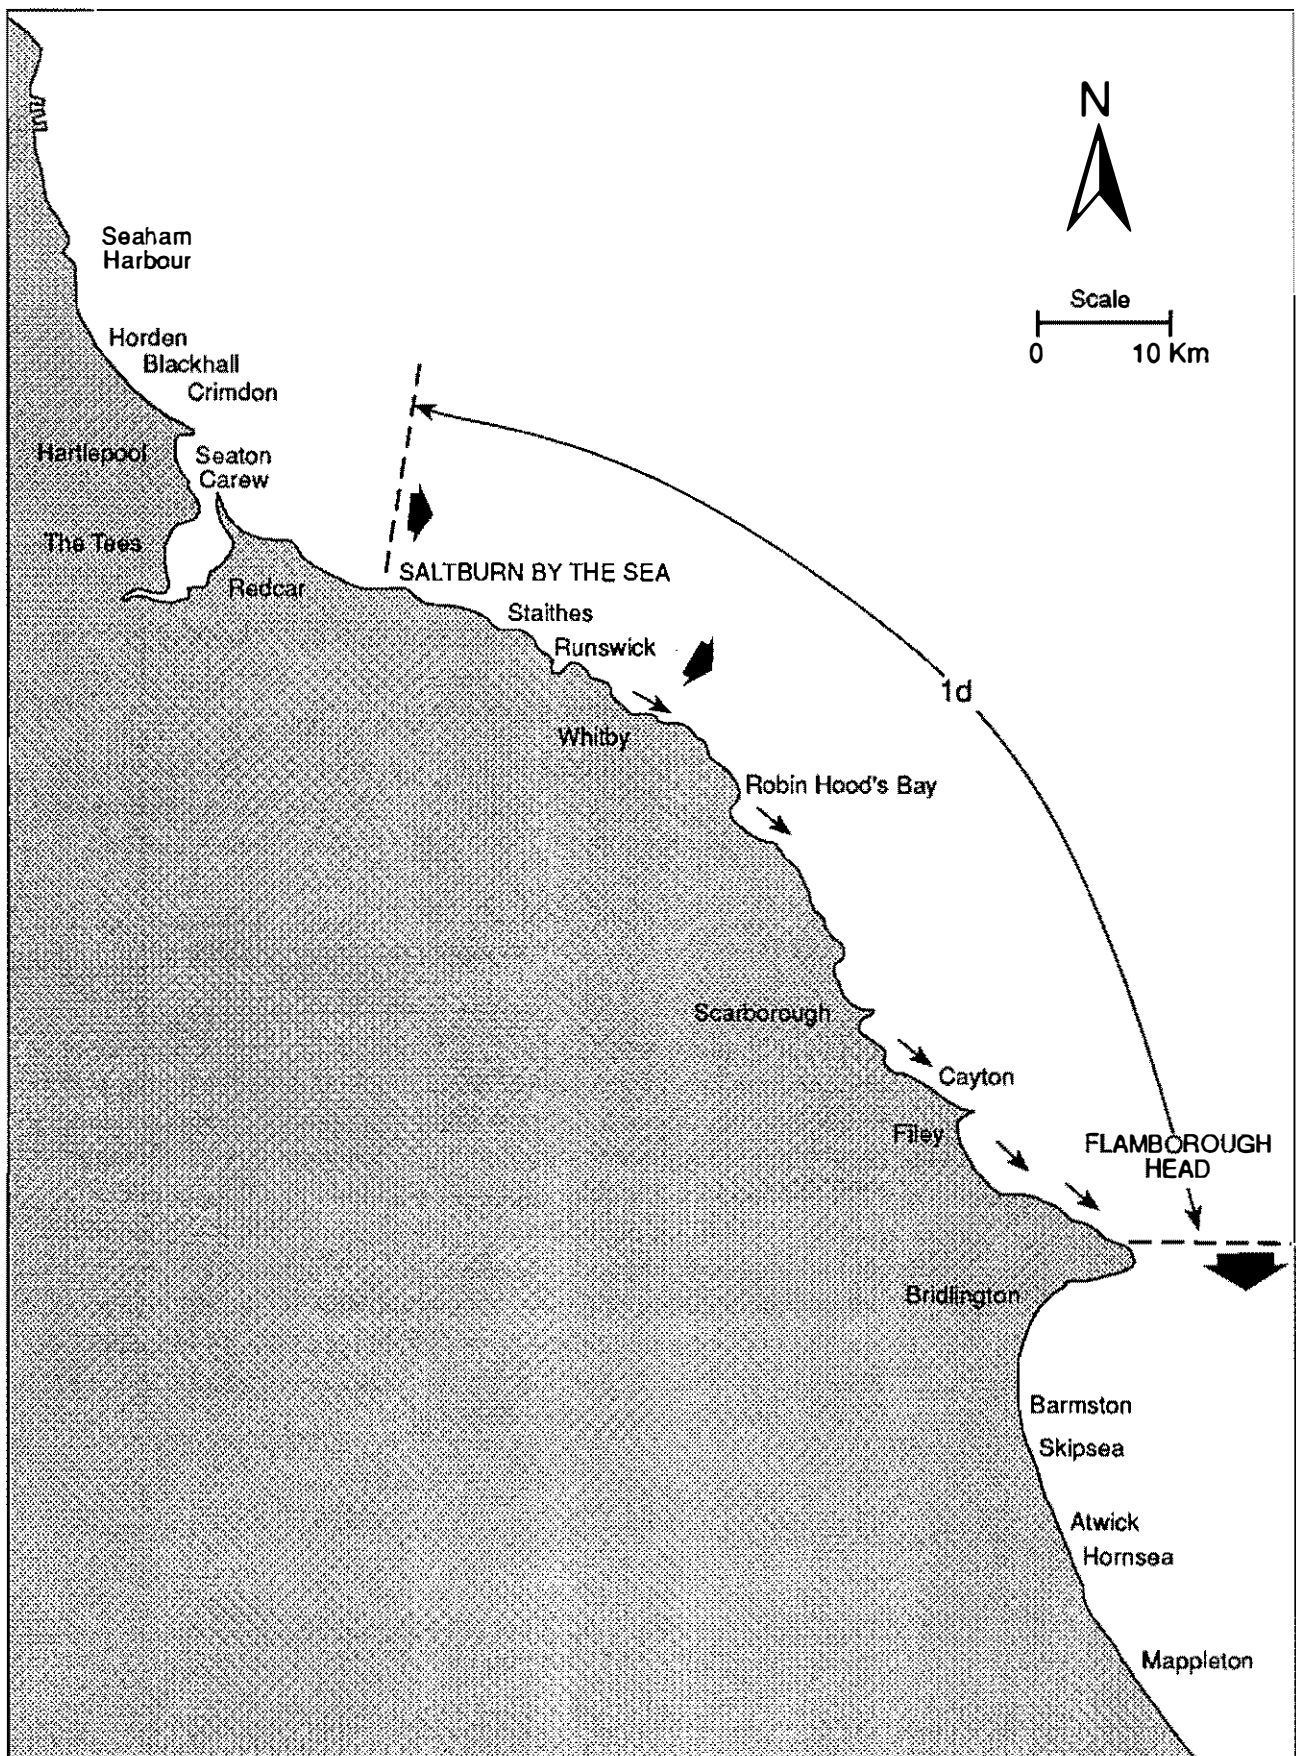 N
Seaham
Harbour
Scale
0 10 Km
Horden
Blackhall
Crimdon
Hartlepool
Seaton
Carew
The Tees
SALTBURN BY THE SEA
Redcar
Staithes
Runswick
1d
Whitby
Robin Hood's Bay
Scarborough
Cayton
Filey
FLAMBOROUGH
HEAD
Bridlington
Barmston
Skipsea
Atwick
Hornsea
Mappleton